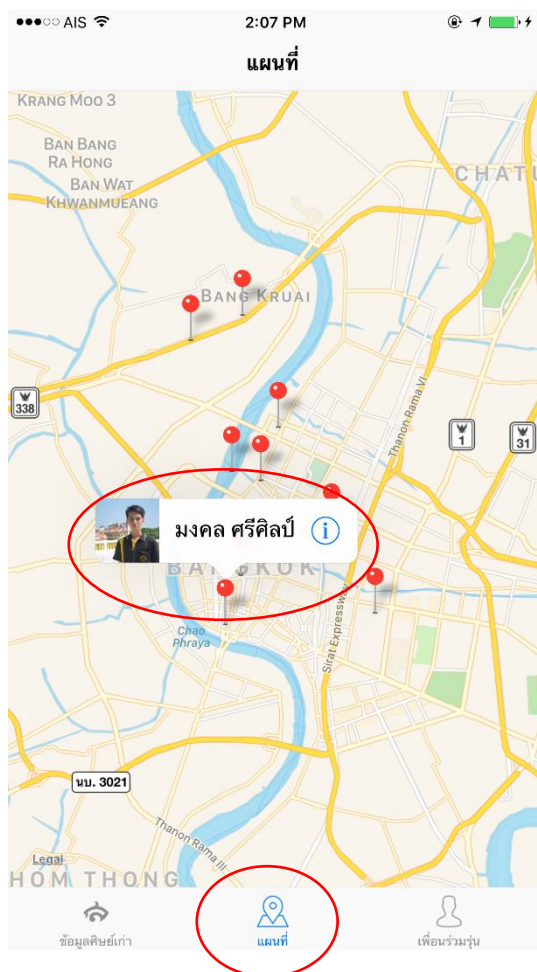 AIS 2:07 PM
แผนที่
KRANG MOO 3
BAN BANG
RA HONG
BAN WAT
KHWANMUEANG
CHATU
BANG KRUAI
338
Thanon Rama VI
1
31
มงคล ศรีศิลป์
BANGKOK
Chao
Phraya
Sirat Expressway
นบ. 3021
Thanon Rama III
Legal
HOM THONG
ข้อมูลศิษย์เก่า
แผนที่
เพื่อนร่วมรุ่น